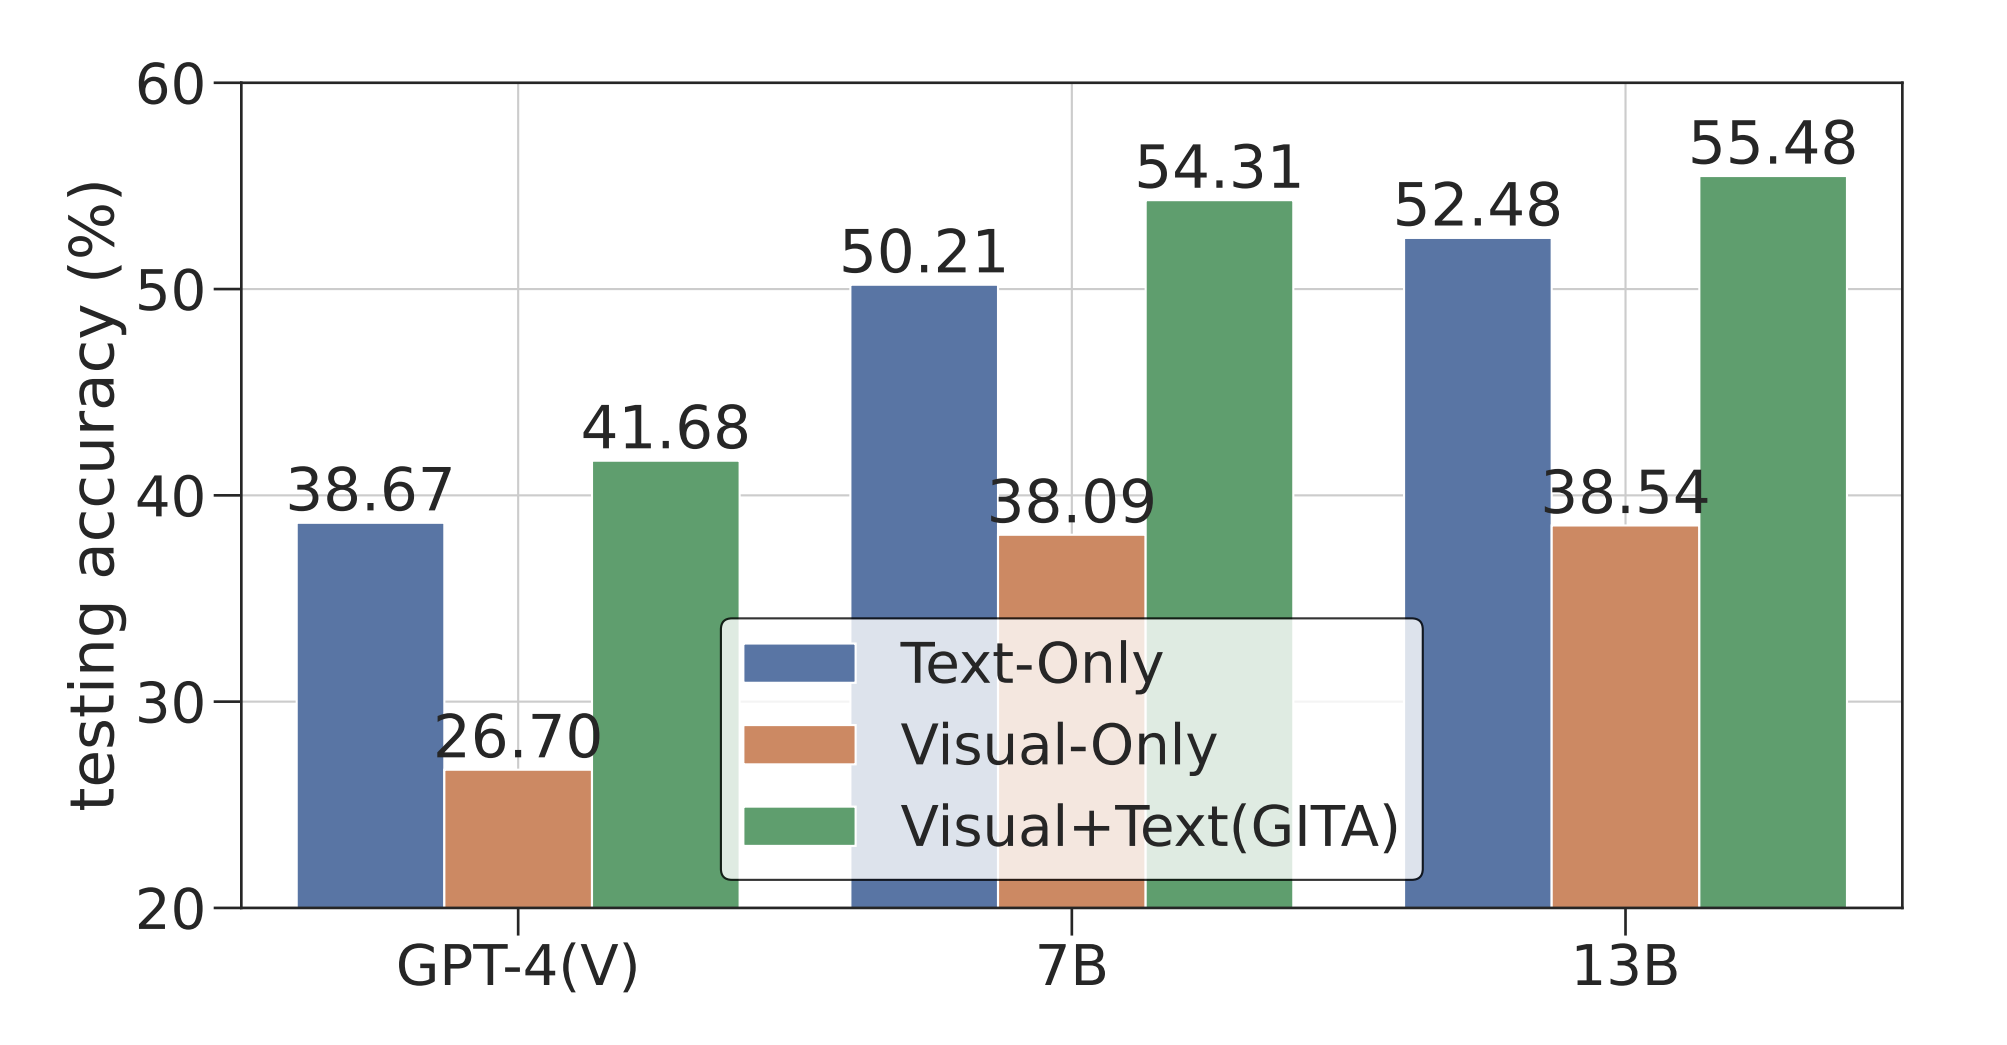 testing accuracy (%)
60
50
40
30
20
38.67
26.70
41.68
50.21
38.09
54.31
52.48
38.54
55.48
Text-Only
Visual-Only
Visual+Text(GITA)
GPT-4(V)
7B
13B